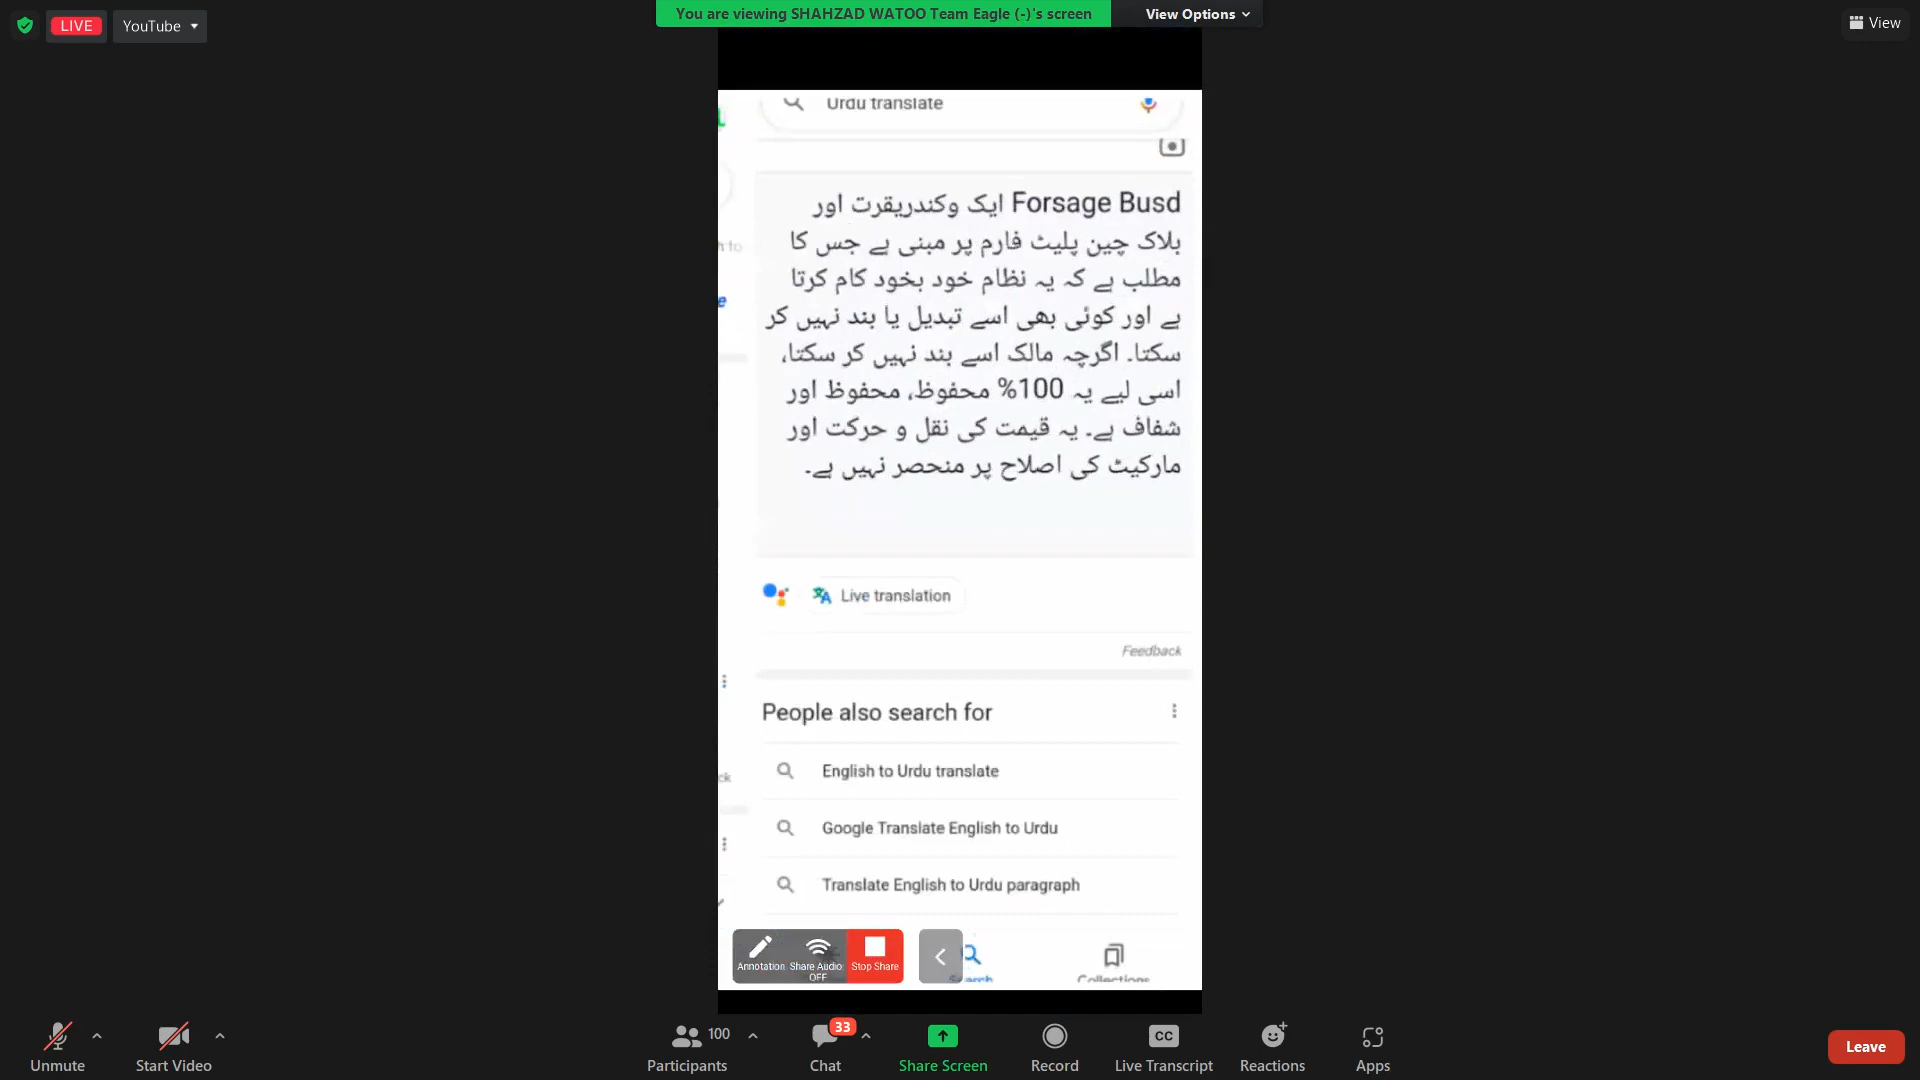 LIVE
YouTube
You are viewing SHAHZAD WATOO Team Eagle (-)'s screen
View Options
View
Urdu translate
Forsage Busd ایک وکندریقرت اور
بلاک چین پلیٹ فارم پر مبنی ہے جس کا
مطلب ہے کہ یہ نظام خود بخود کام کرتا
ہے اور کوئی بھی اسے تبدیل یا بند نہیں کر
سکتا۔ اگرچہ مالک اسے بند نہیں کر سکتا،
اسی لیے یہ 100% محفوظ، محفوظ اور
شفاف ہے۔ یہ قیمت کی نقل و حرکت اور
مارکیٹ کی اصلاح پر منحصر نہیں ہے۔
Live translation
Feedback
People also search for
English to Urdu translate
Google Translate English to Urdu
Translate English to Urdu paragraph
Annotation
Share Audio
OFF
Stop Share
Search
Collections
Unmute
Start Video
100
Participants
33
Chat
Share Screen
Record
CC
Live Transcript
Reactions
Apps
Leave